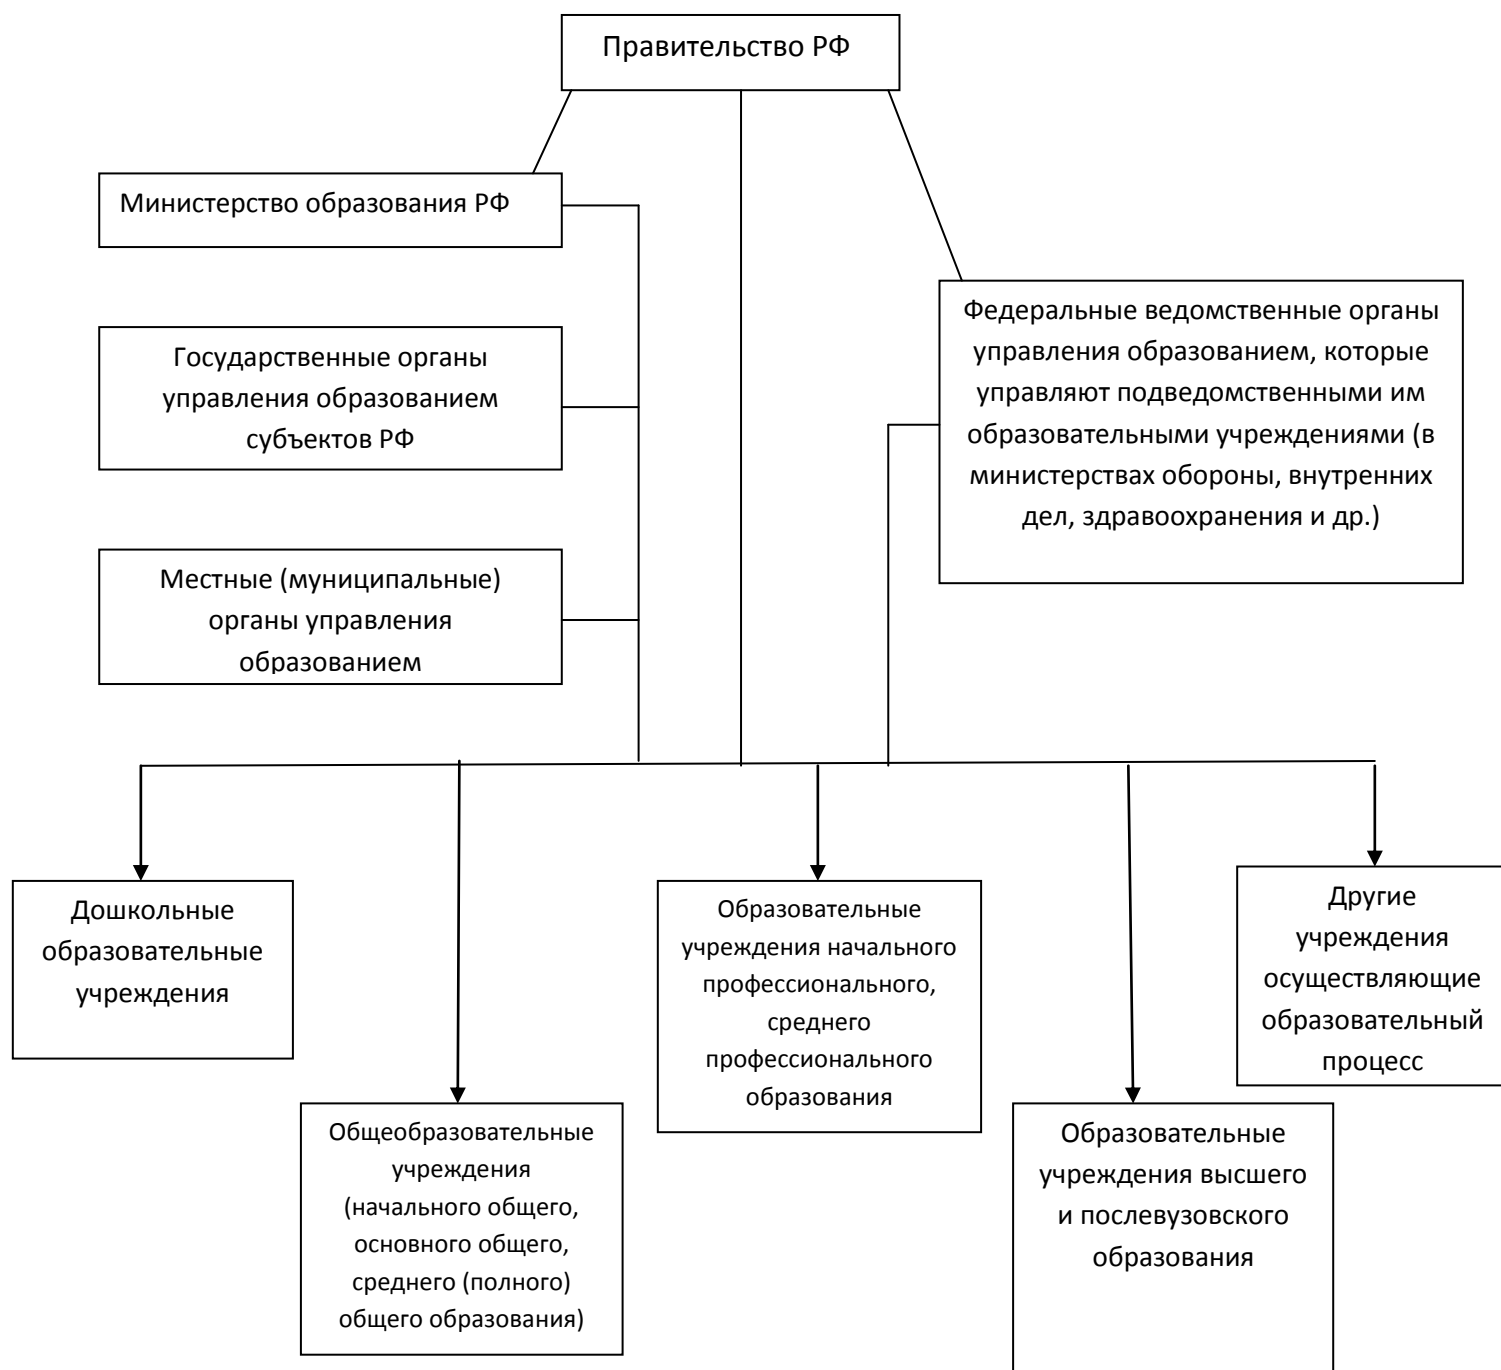 Правительство РФ
Министерство образования РФ
Государственные органы
управления образованием
субъектов РФ
Местные (муниципальные)
органы управления
образованием
Федеральные ведомственные органы
управления образованием, которые
управляют подведомственными им
образовательными учреждениями (в
министерствах обороны, внутренних
дел, здравоохранения и др.)
Дошкольные
образовательные
учреждения
Общеобразовательные
учреждения
(начального общего,
основного общего,
среднего (полного)
общего образования)
Образовательные
учреждения начального
профессионального,
среднего
профессионального
образования
Образовательные
учреждения высшего
и послевузовского
образования
Другие
учреждения
осуществляющие
образовательный
процесс